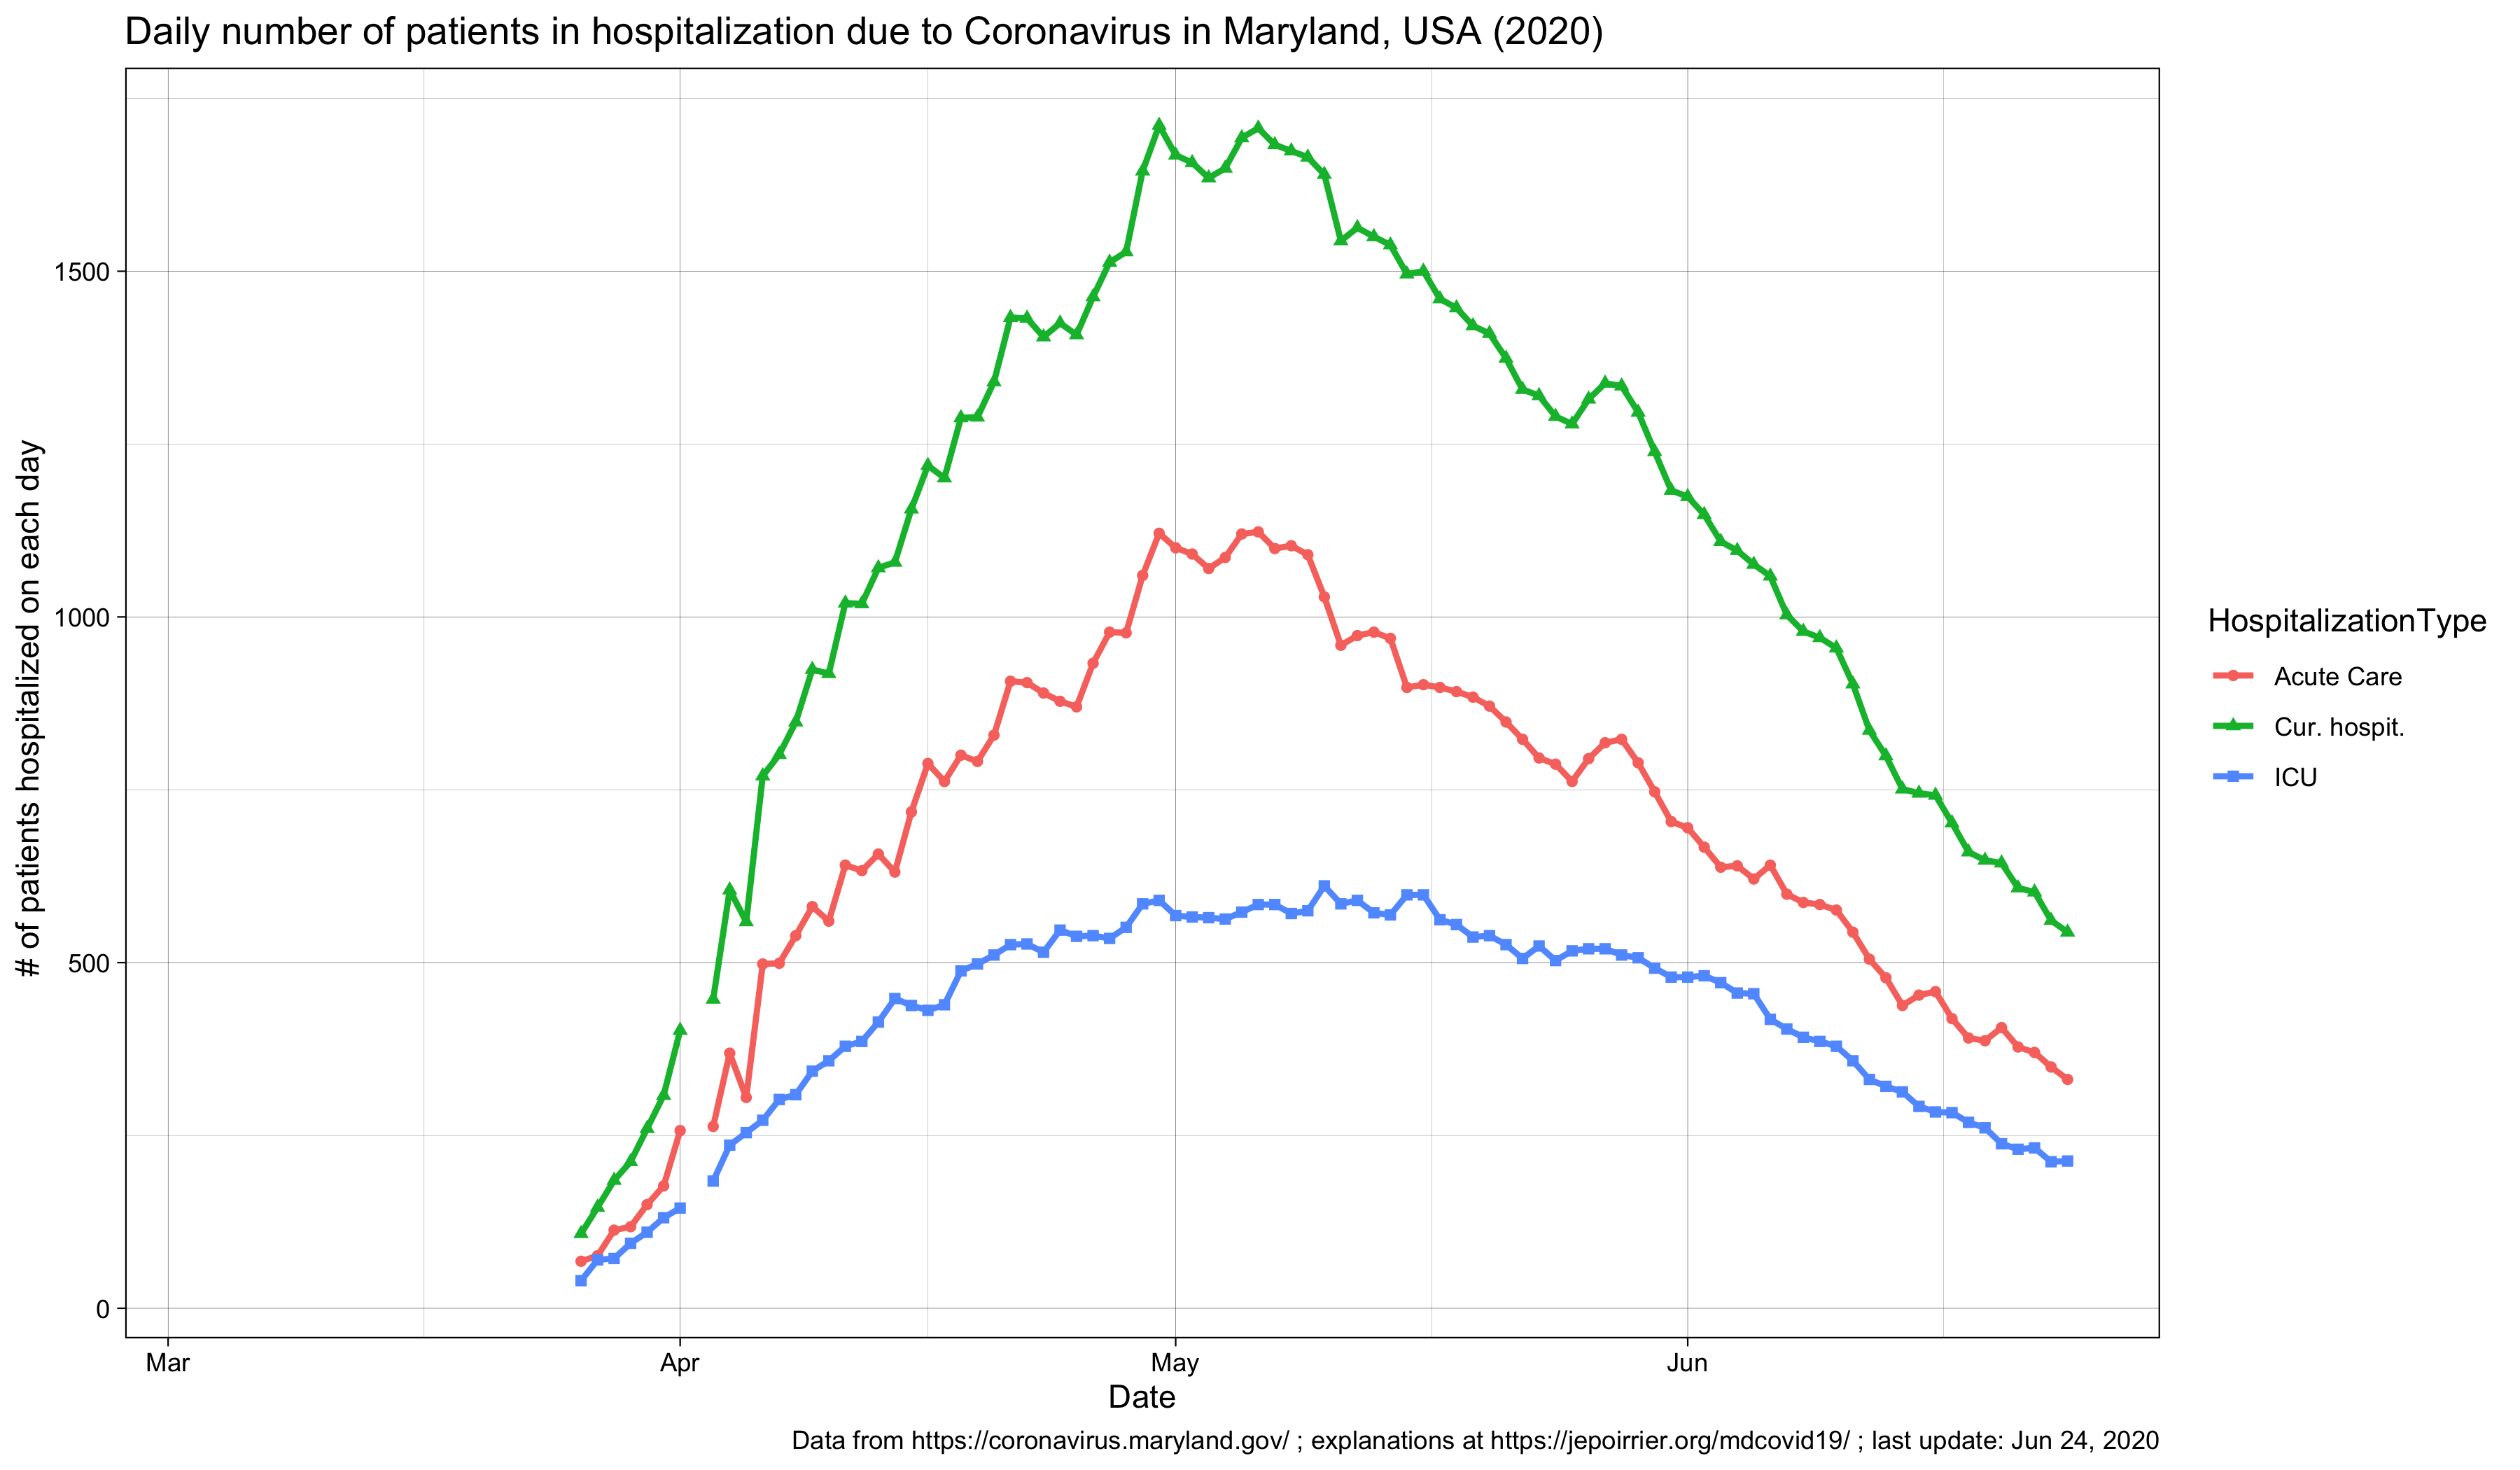 Daily number of patients in hospitalization due to Coronavirus in Maryland, USA (2020)
# of patients hospitalized on each day
1500
1000
500
0
Mar Apr May Jun
Date
HospitalizationType
Acute Care
Cur. hospit.
ICU
Data from https://coronavirus.maryland.gov/ ; explanations at https://jepoirrier.org/mdcovid19/ ; last update: Jun 24, 2020